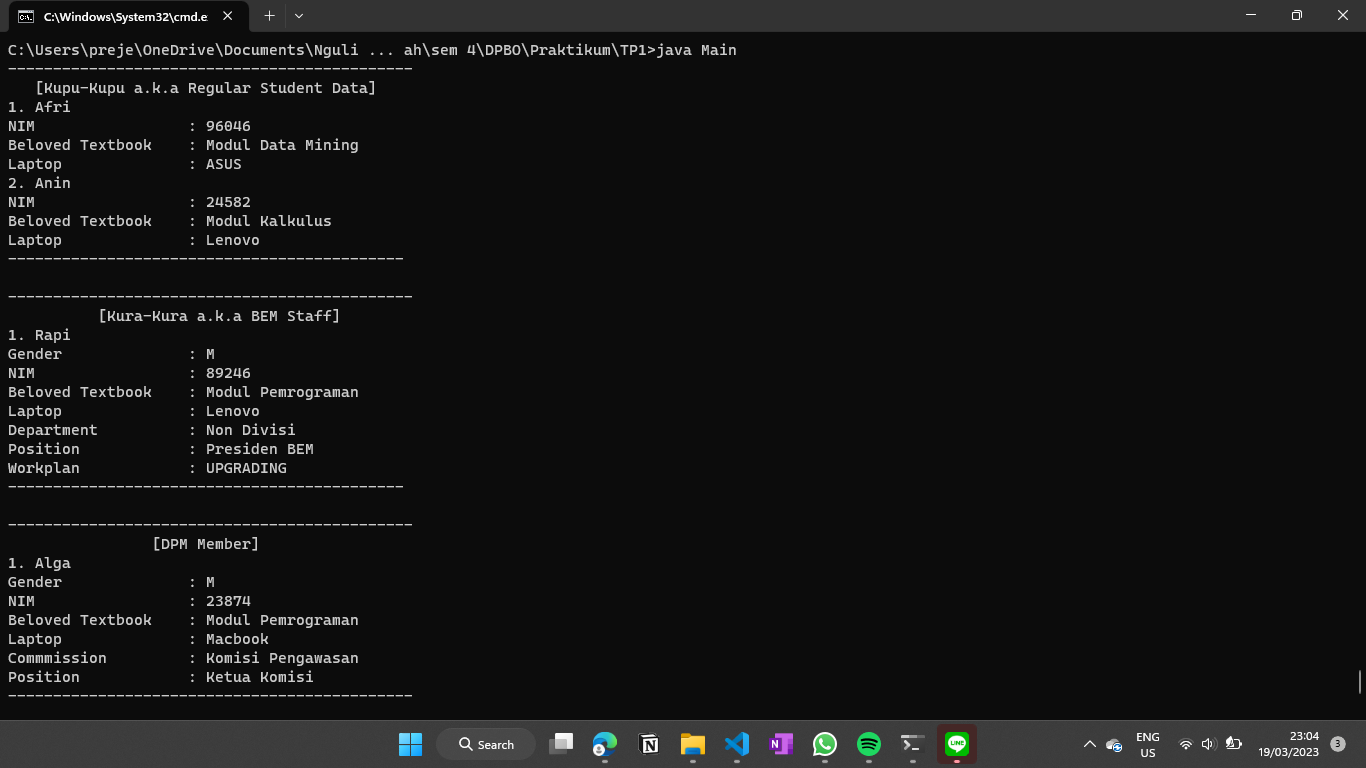 C:\Windows\System32\cmd.e
C:\Users\preje\OneDrive\Documents\Nguli ... ah\sem 4\DPBO\Praktikum\TP1>java Main
---------------------------------------------
[Kupu-Kupu a.k.a Regular Student Data]
1. Afri
NIM : 96046
Beloved Textbook : Modul Data Mining
Laptop : ASUS
2. Anin
NIM : 24582
Beloved Textbook : Modul Kalkulus
Laptop : Lenovo
--------------------------------------------
---------------------------------------------
[Kura-Kura a.k.a BEM Staff]
1. Rapi
Gender : M
NIM : 89246
Beloved Textbook : Modul Pemrograman
Laptop : Lenovo
Department : Non Divisi
Position : Presiden BEM
Workplan : UPGRADING
--------------------------------------------
---------------------------------------------
[DPM Member]
1. Alga
Gender : M
NIM : 23874
Beloved Textbook : Modul Pemrograman
Laptop : Macbook
Commmission : Komisi Pengawasan
Position : Ketua Komisi
---------------------------------------------
Search
LINE
ENG
US
23:04
19/03/2023
3